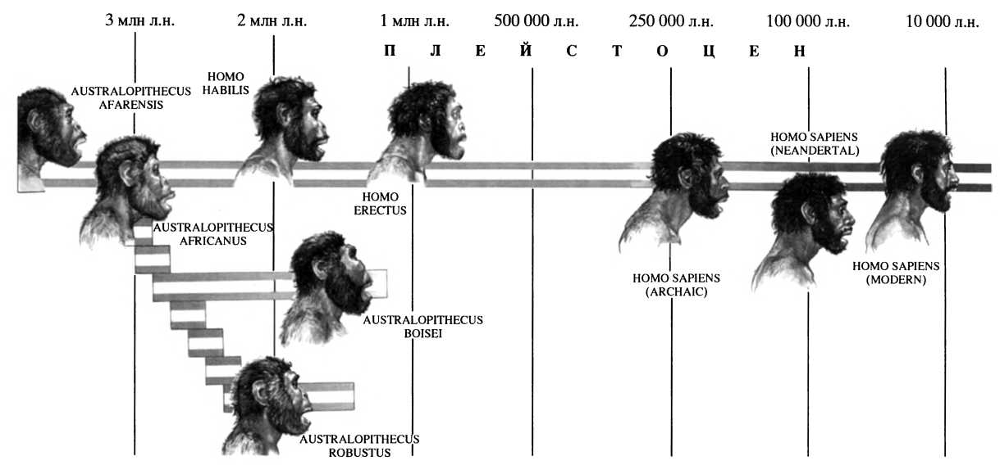 3 млн л.н.
2 млн л.н.
1 млн л.н.
500 000 л.н.
250 000 л.н.
100 000 л.н.
10 000 л.н.
П Л Е Й С Т О Ц Е Н
AUSTRALOPITHECUS
AFARENSIS
HOMO
HABILIS
HOMO SAPIENS
(NEANDERTAL)
HOMO
ERECTUS
AUSTRALOPITHECUS
AFRICANUS
HOMO SAPIENS
(ARCHAIC)
HOMO SAPIENS
(MODERN)
AUSTRALOPITHECUS
BOISEI
AUSTRALOPITHECUS
ROBUSTUS